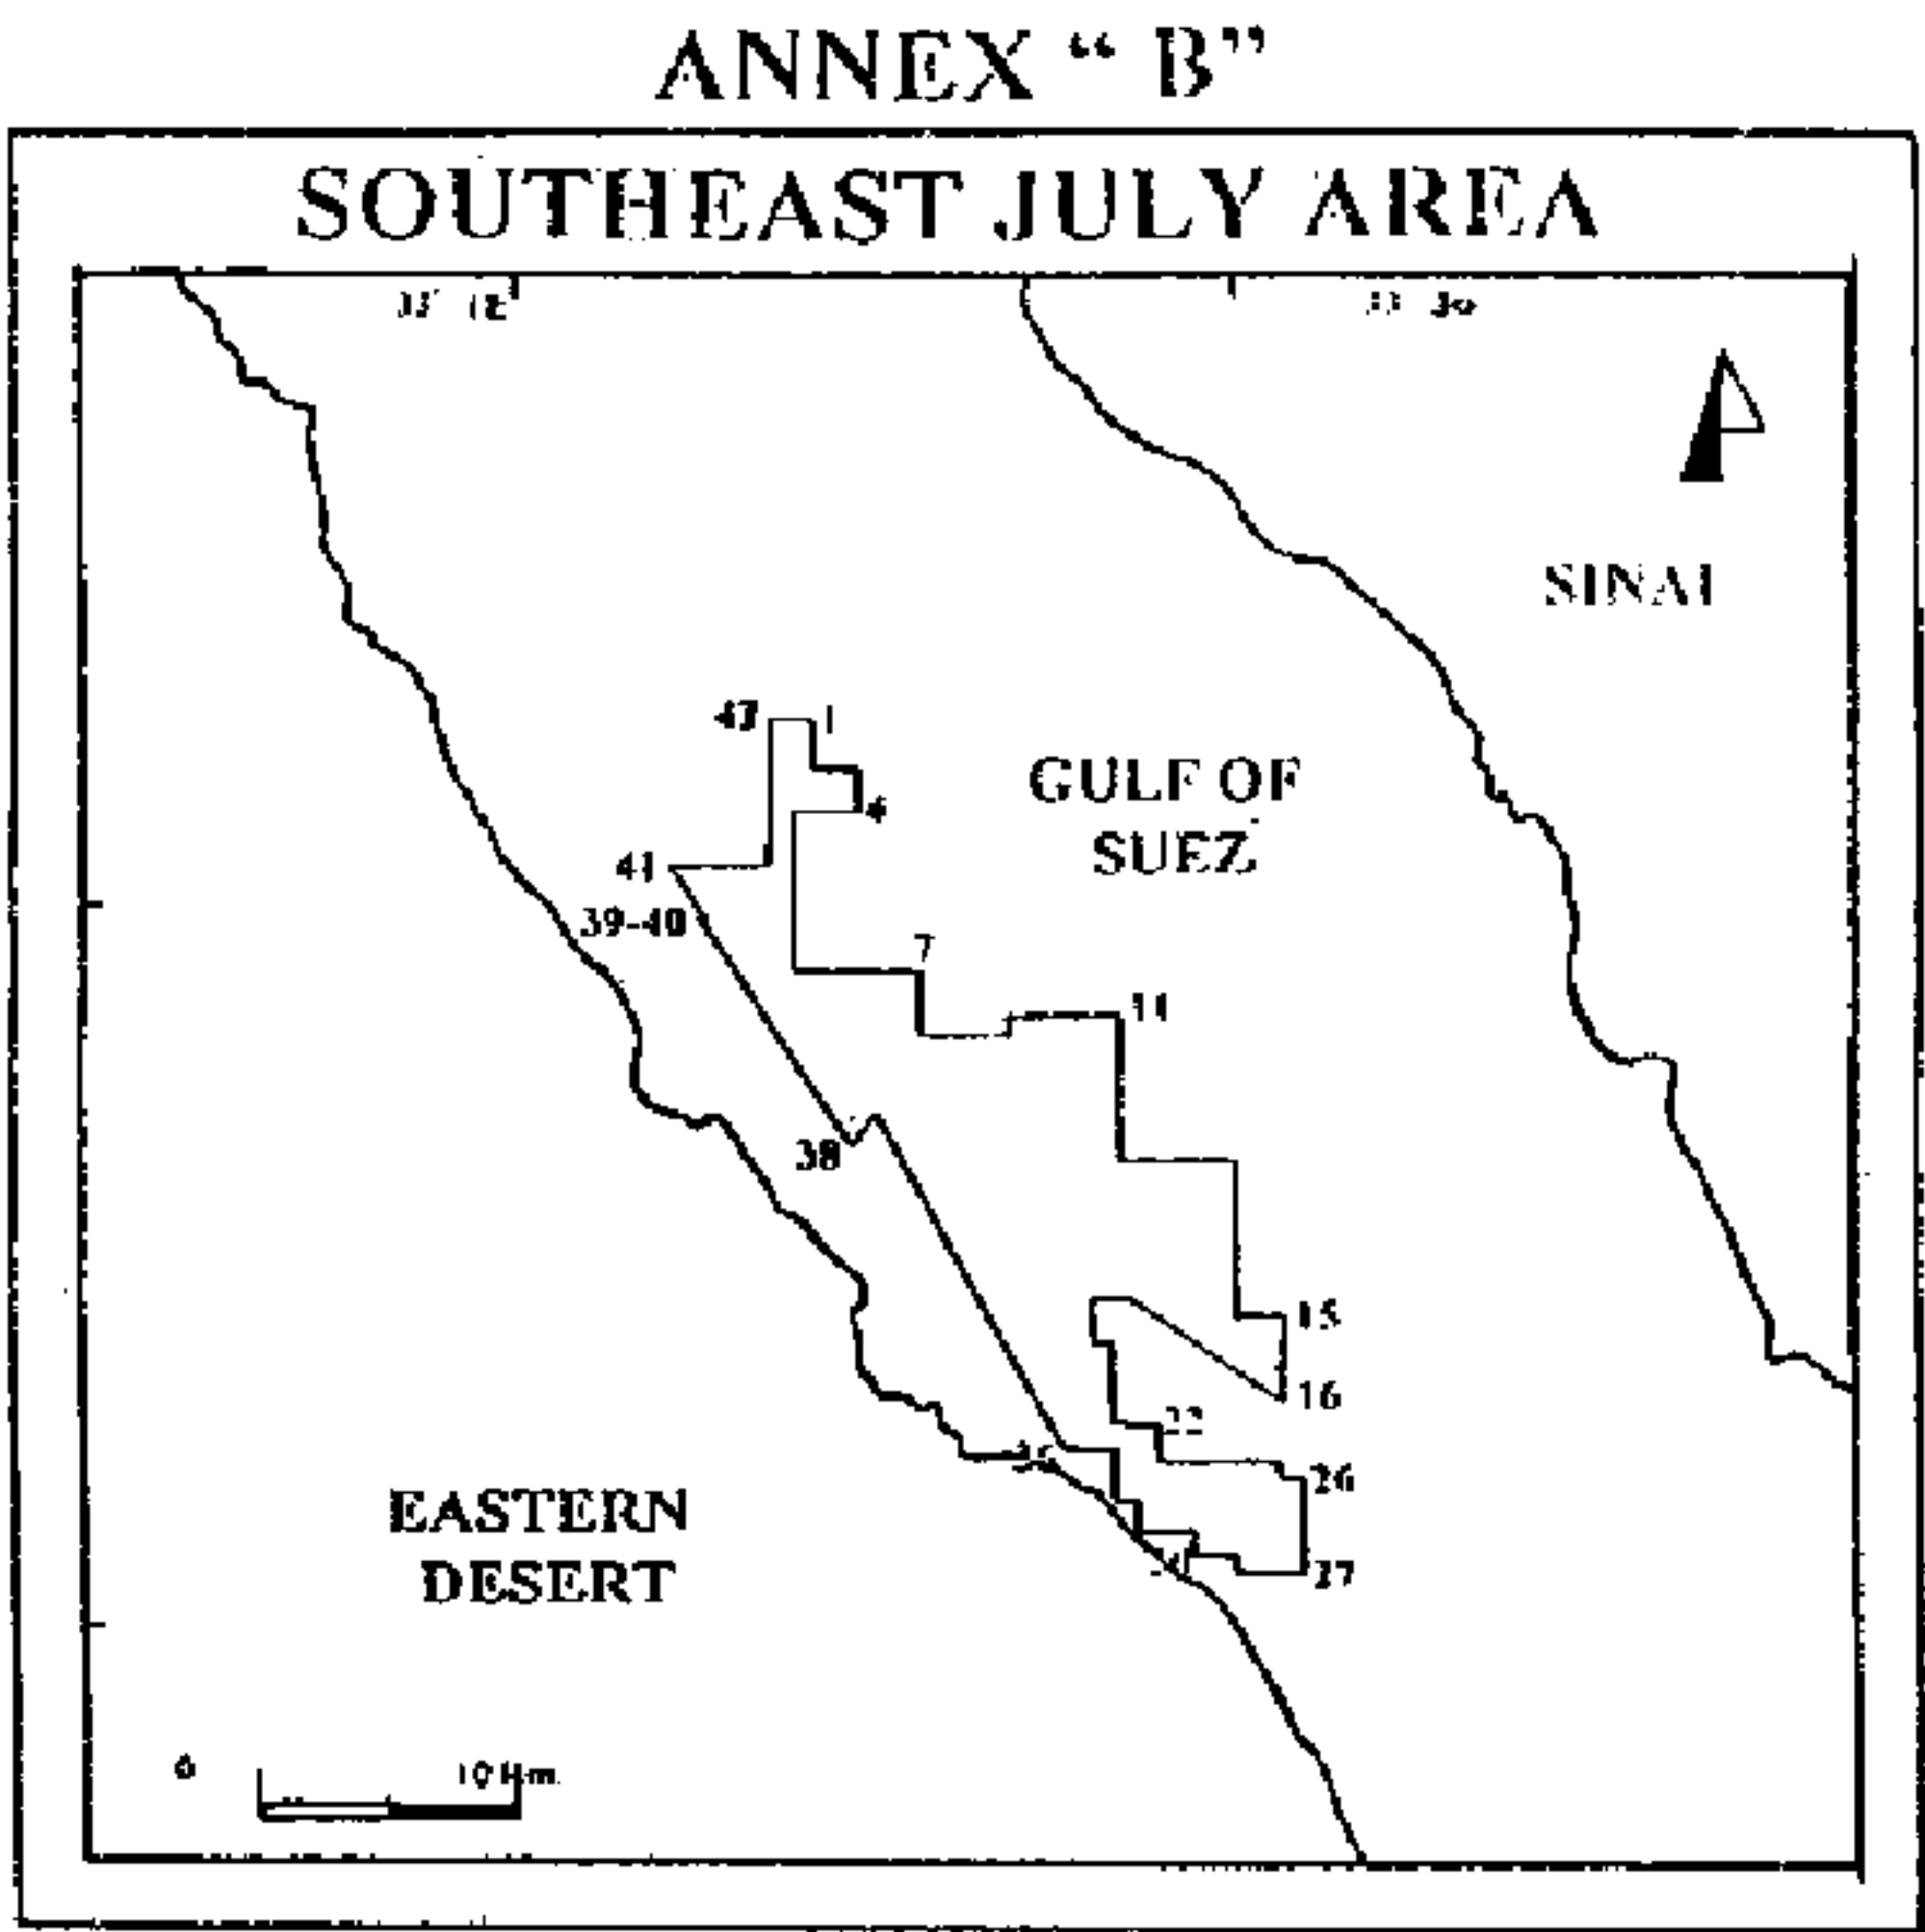 ANNEX “ B”
SOUTHEAST JULY AREA
SINAI
1
GULF OF
4
SUEZ
41
39-40
7
11
38
15
16
22
26
EASTERN
27
DESERT
0